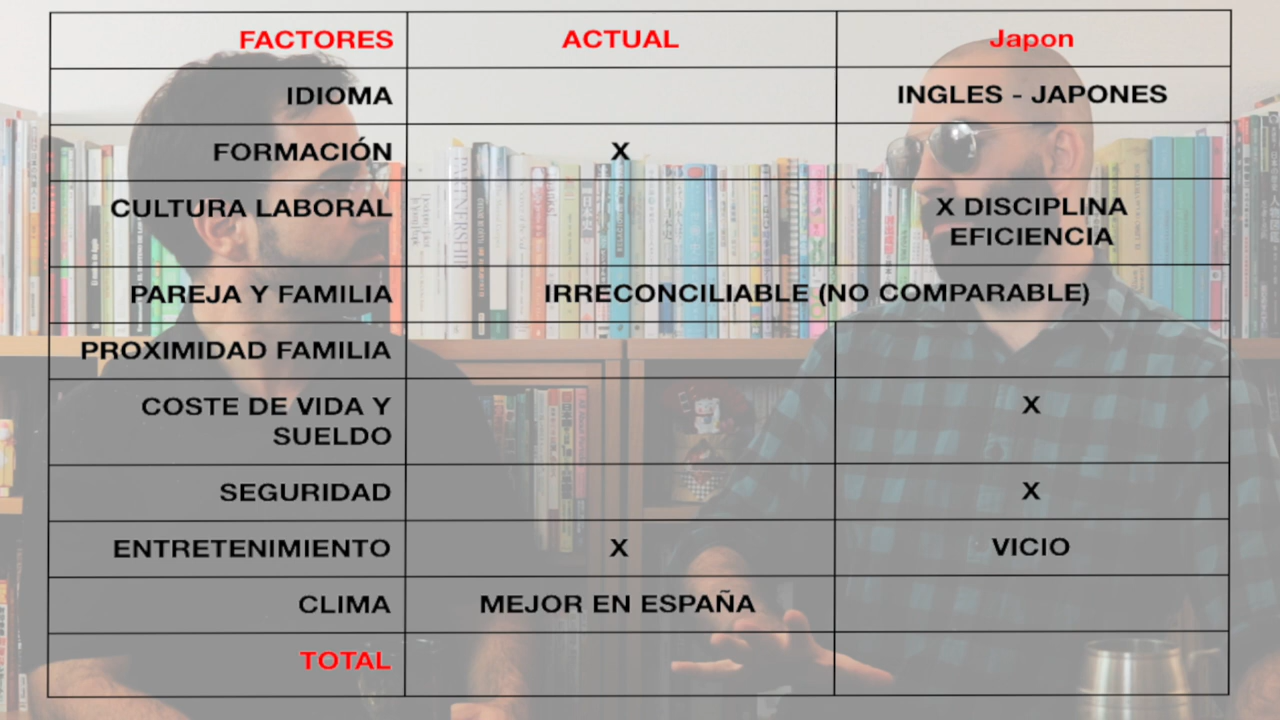 FACTORES ACTUAL Japon
IDIOMA INGLES - JAPONES
FORMACIÓN X
CULTURA LABORAL X DISCIPLINA
EFICIENCIA
PAREJA Y FAMILIA IRRECONCILIABLE (NO COMPARABLE)
PROXIMIDAD FAMILIA
COSTE DE VIDA Y X
SUELDO
SEGURIDAD X
ENTRETENIMIENTO X VICIO
CLIMA MEJOR EN ESPAÑA
TOTAL